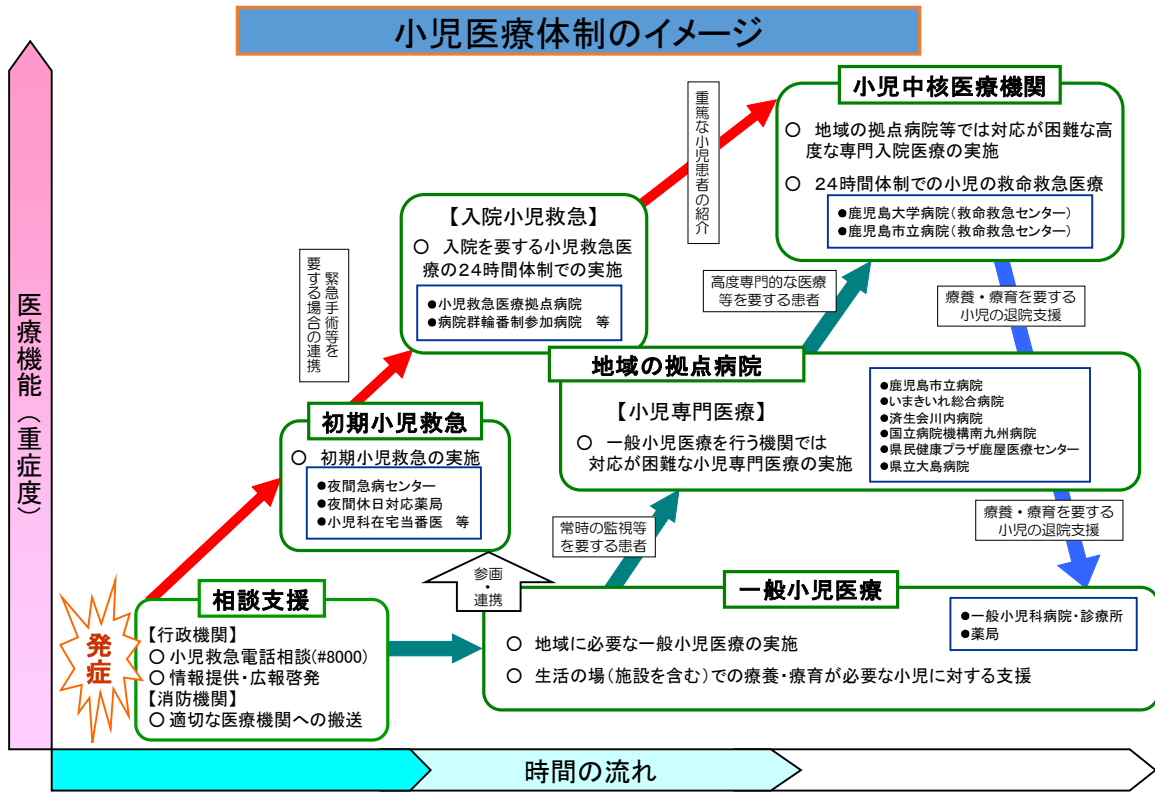 小児医療体制のイメージ
医療機能（重症度）
小児中核医療機関
○ 地域の拠点病院等では対応が困難な高
度な専門入院医療の実施
○ 24時間体制での小児の救命救急医療
●鹿児島大学病院（救命救急センター）
●鹿児島市立病院（救命救急センター）
重篤な小児患者の紹介
【入院小児救急】
○ 入院を要する小児救急医
療の24時間体制での実施
●小児救急医療拠点病院
●病院群輪番制参加病院 等
緊急手術等を
要する場合の連携
高度専門的な医療
等を要する患者
療養・療育を要する
小児の退院支援
地域の拠点病院
【小児専門医療】
○ 一般小児医療を行う機関では
対応が困難な小児専門医療の実施
●鹿児島市立病院
●いまきいれ総合病院
●済生会川内病院
●国立病院機構南九州病院
●県民健康プラザ鹿屋医療センター
●県立大島病院
初期小児救急
○ 初期小児救急の実施
●夜間急病センター
●夜間休日対応薬局
●小児科在宅当番医 等
常時の監視等
を要する患者
療養・療育を要する
小児の退院支援
参画
・
連携
発症
相談支援
【行政機関】
○ 小児救急電話相談(#8000)
○ 情報提供・広報啓発
【消防機関】
○ 適切な医療機関への搬送
一般小児医療
○ 地域に必要な一般小児医療の実施
○ 生活の場（施設を含む）での療養・療育が必要な小児に対する支援
●一般小児科病院・診療所
●薬局
時間の流れ